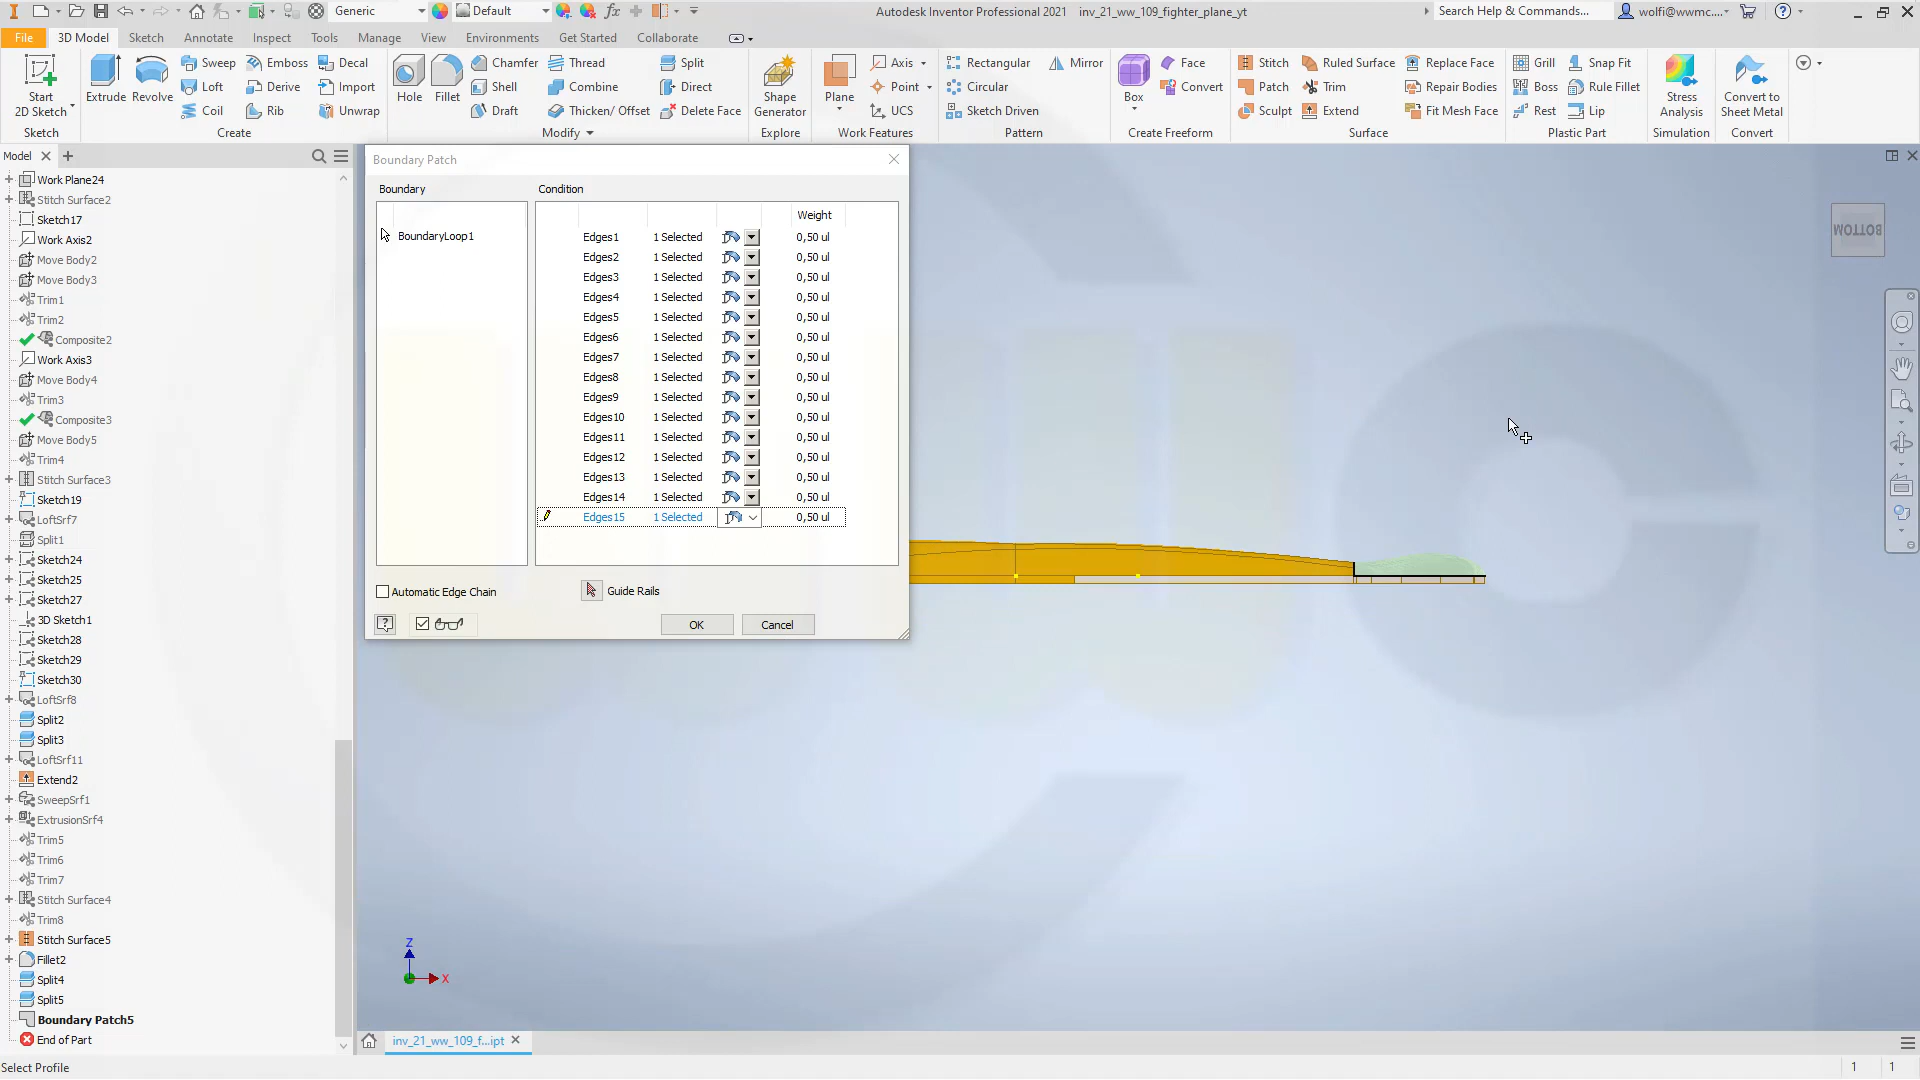 Generic
Default
Autodesk Inventor Professional 2021 inv_21_ww_109_fighter_plane_yt
Search Help & Commands...
wolfi@wwmc....
File 3D Model Sketch Annotate Inspect Tools Manage View Environments Get Started Collaborate
Start
2D Sketch
Sketch
Extrude
Revolve
Sweep
Loft
Coil
Emboss
Derive
Rib
Decal
Import
Unwrap
Create
Hole
Fillet
Chamfer
Shell
Draft
Thread
Combine
Thicken/ Offset
Split
Direct
Delete Face
Modify
Shape
Generator
Explore
Plane
Axis
Point
UCS
Work Features
Rectangular
Circular
Sketch Driven
Mirror
Pattern
Box
Face
Convert
Create Freeform
Stitch
Patch
Sculpt
Ruled Surface
Trim
Extend
Replace Face
Repair Bodies
Fit Mesh Face
Surface
Grill
Boss
Rest
Snap Fit
Rule Fillet
Lip
Plastic Part
Stress
Analysis
Simulation
Convert to
Sheet Metal
Convert
Model
Work Plane24
Stitch Surface2
Sketch17
Work Axis2
Move Body2
Move Body3
Trim1
Trim2
Composite2
Work Axis3
Move Body4
Trim3
Composite3
Move Body5
Trim4
Stitch Surface3
Sketch19
LoftSrf7
Split1
Sketch24
Sketch25
Sketch27
3D Sketch1
Sketch28
Sketch29
Sketch30
LoftSrf8
Split2
Split3
LoftSrf11
Extend2
SweepSrf1
ExtrusionSrf4
Trim5
Trim6
Trim7
Stitch Surface4
Trim8
Stitch Surface5
Fillet2
Split4
Split5
Boundary Patch5
End of Part
Boundary Patch
Boundary
Condition
Weight
BoundaryLoop1
Edges1 1 Selected 0,50 ul
Edges2 1 Selected 0,50 ul
Edges3 1 Selected 0,50 ul
Edges4 1 Selected 0,50 ul
Edges5 1 Selected 0,50 ul
Edges6 1 Selected 0,50 ul
Edges7 1 Selected 0,50 ul
Edges8 1 Selected 0,50 ul
Edges9 1 Selected 0,50 ul
Edges10 1 Selected 0,50 ul
Edges11 1 Selected 0,50 ul
Edges12 1 Selected 0,50 ul
Edges13 1 Selected 0,50 ul
Edges14 1 Selected 0,50 ul
Edges15 1 Selected 0,50 ul
Automatic Edge Chain
Guide Rails
OK
Cancel
BOTTOM
Z
X
inv_21_ww_109_f...ipt
Select Profile
1 1